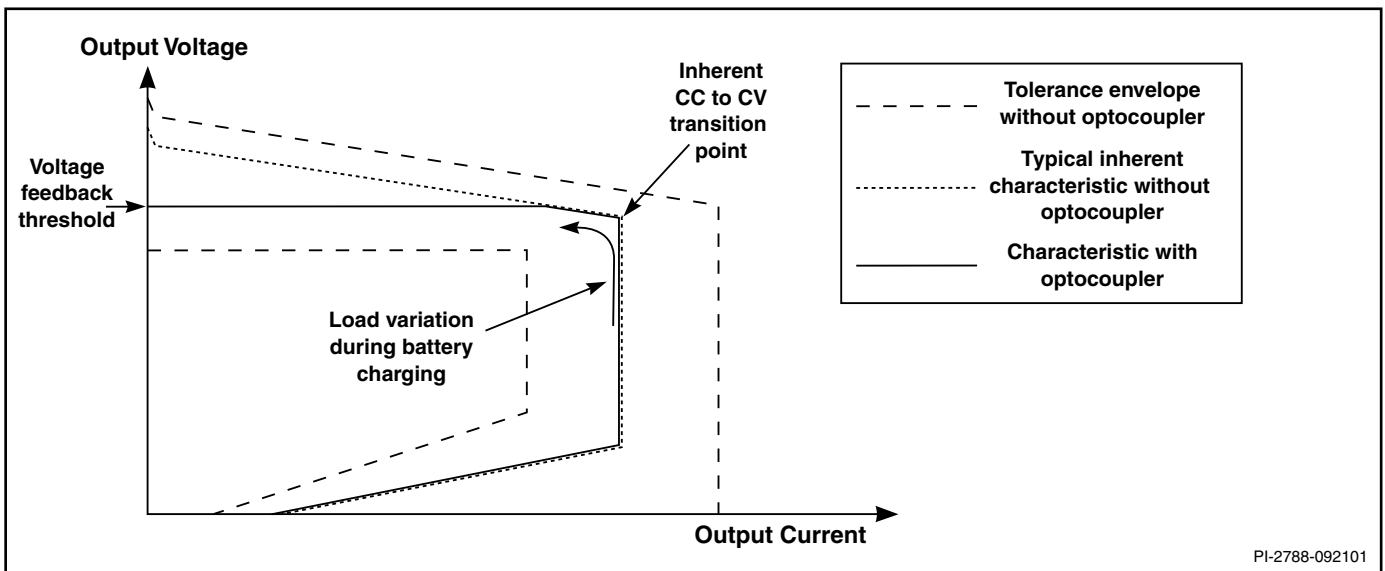 Output Voltage
Inherent
CC to CV
transition
point
Tolerance envelope
without optocoupler
Typical inherent
characteristic without
optocoupler
Characteristic with
optocoupler
Voltage
feedback
threshold
Load variation
during battery
charging
Output Current
PI-2788-092101